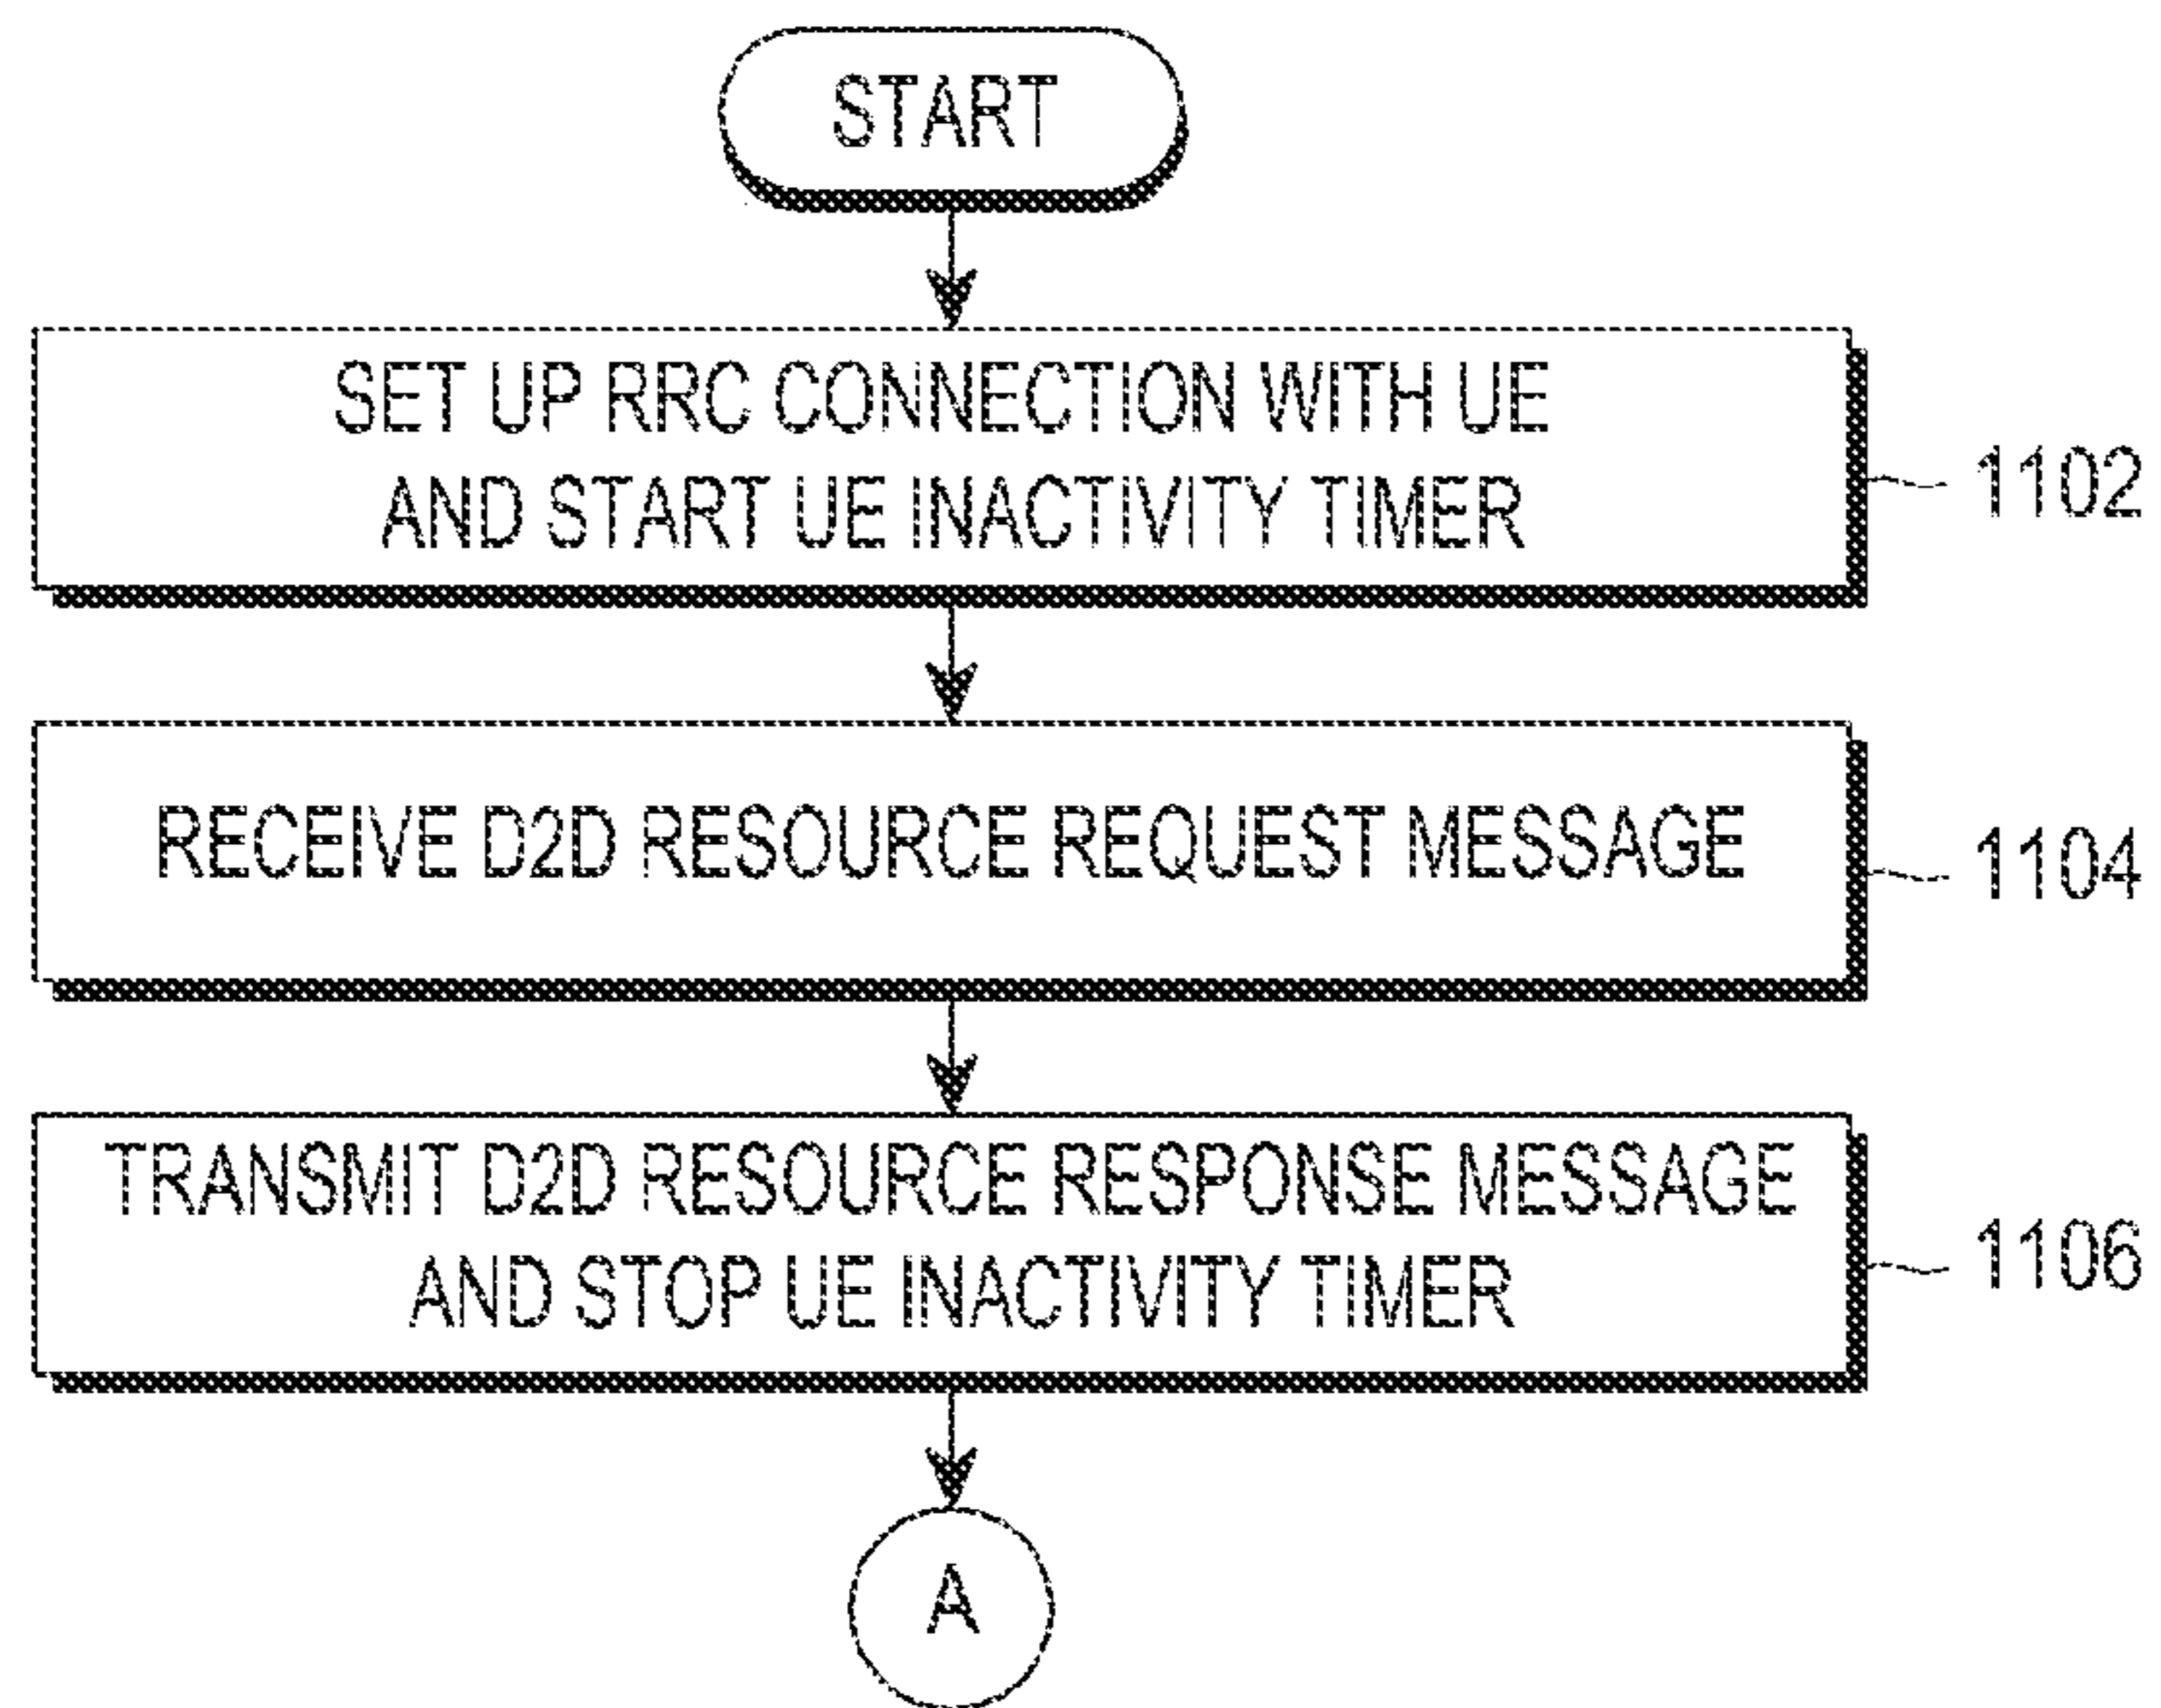 START
SET UP RRC CONNECTION WITH UE
AND START UE INACTIVITY TIMER
1102
RECEIVE D2D RESOURCE REQUEST MESSAGE
1104
TRANSMIT D2D RESOURCE RESPONSE MESSAGE
AND STOP UE INACTIVITY TIMER
1106
A